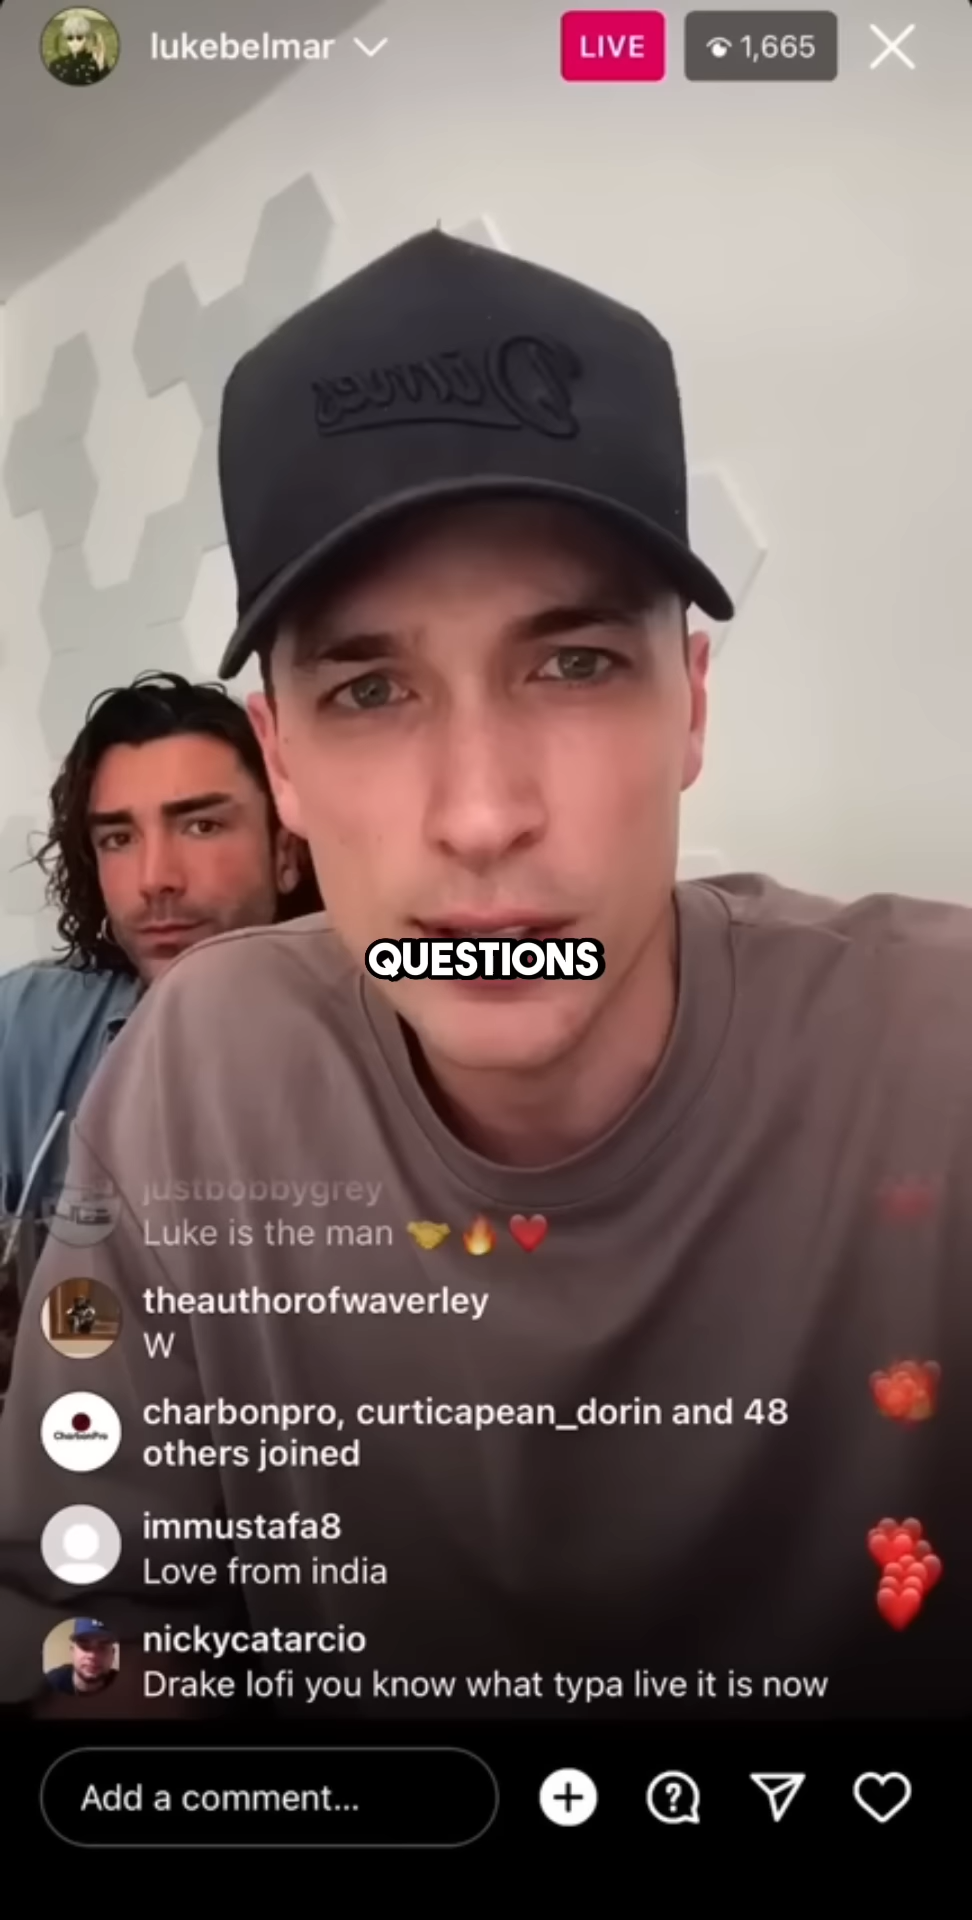 lukebelmar
LIVE
1,665
QUESTIONS
justbobbygrey
Luke is the man 🤝 🔥 ❤️
theauthorofwaverley
W
charbonpro, curticapean_dorin and 48
others joined
CharbonPro
immustafa8
Love from india
nickycatarcio
Drake lofi you know what typa live it is now
Add a comment...